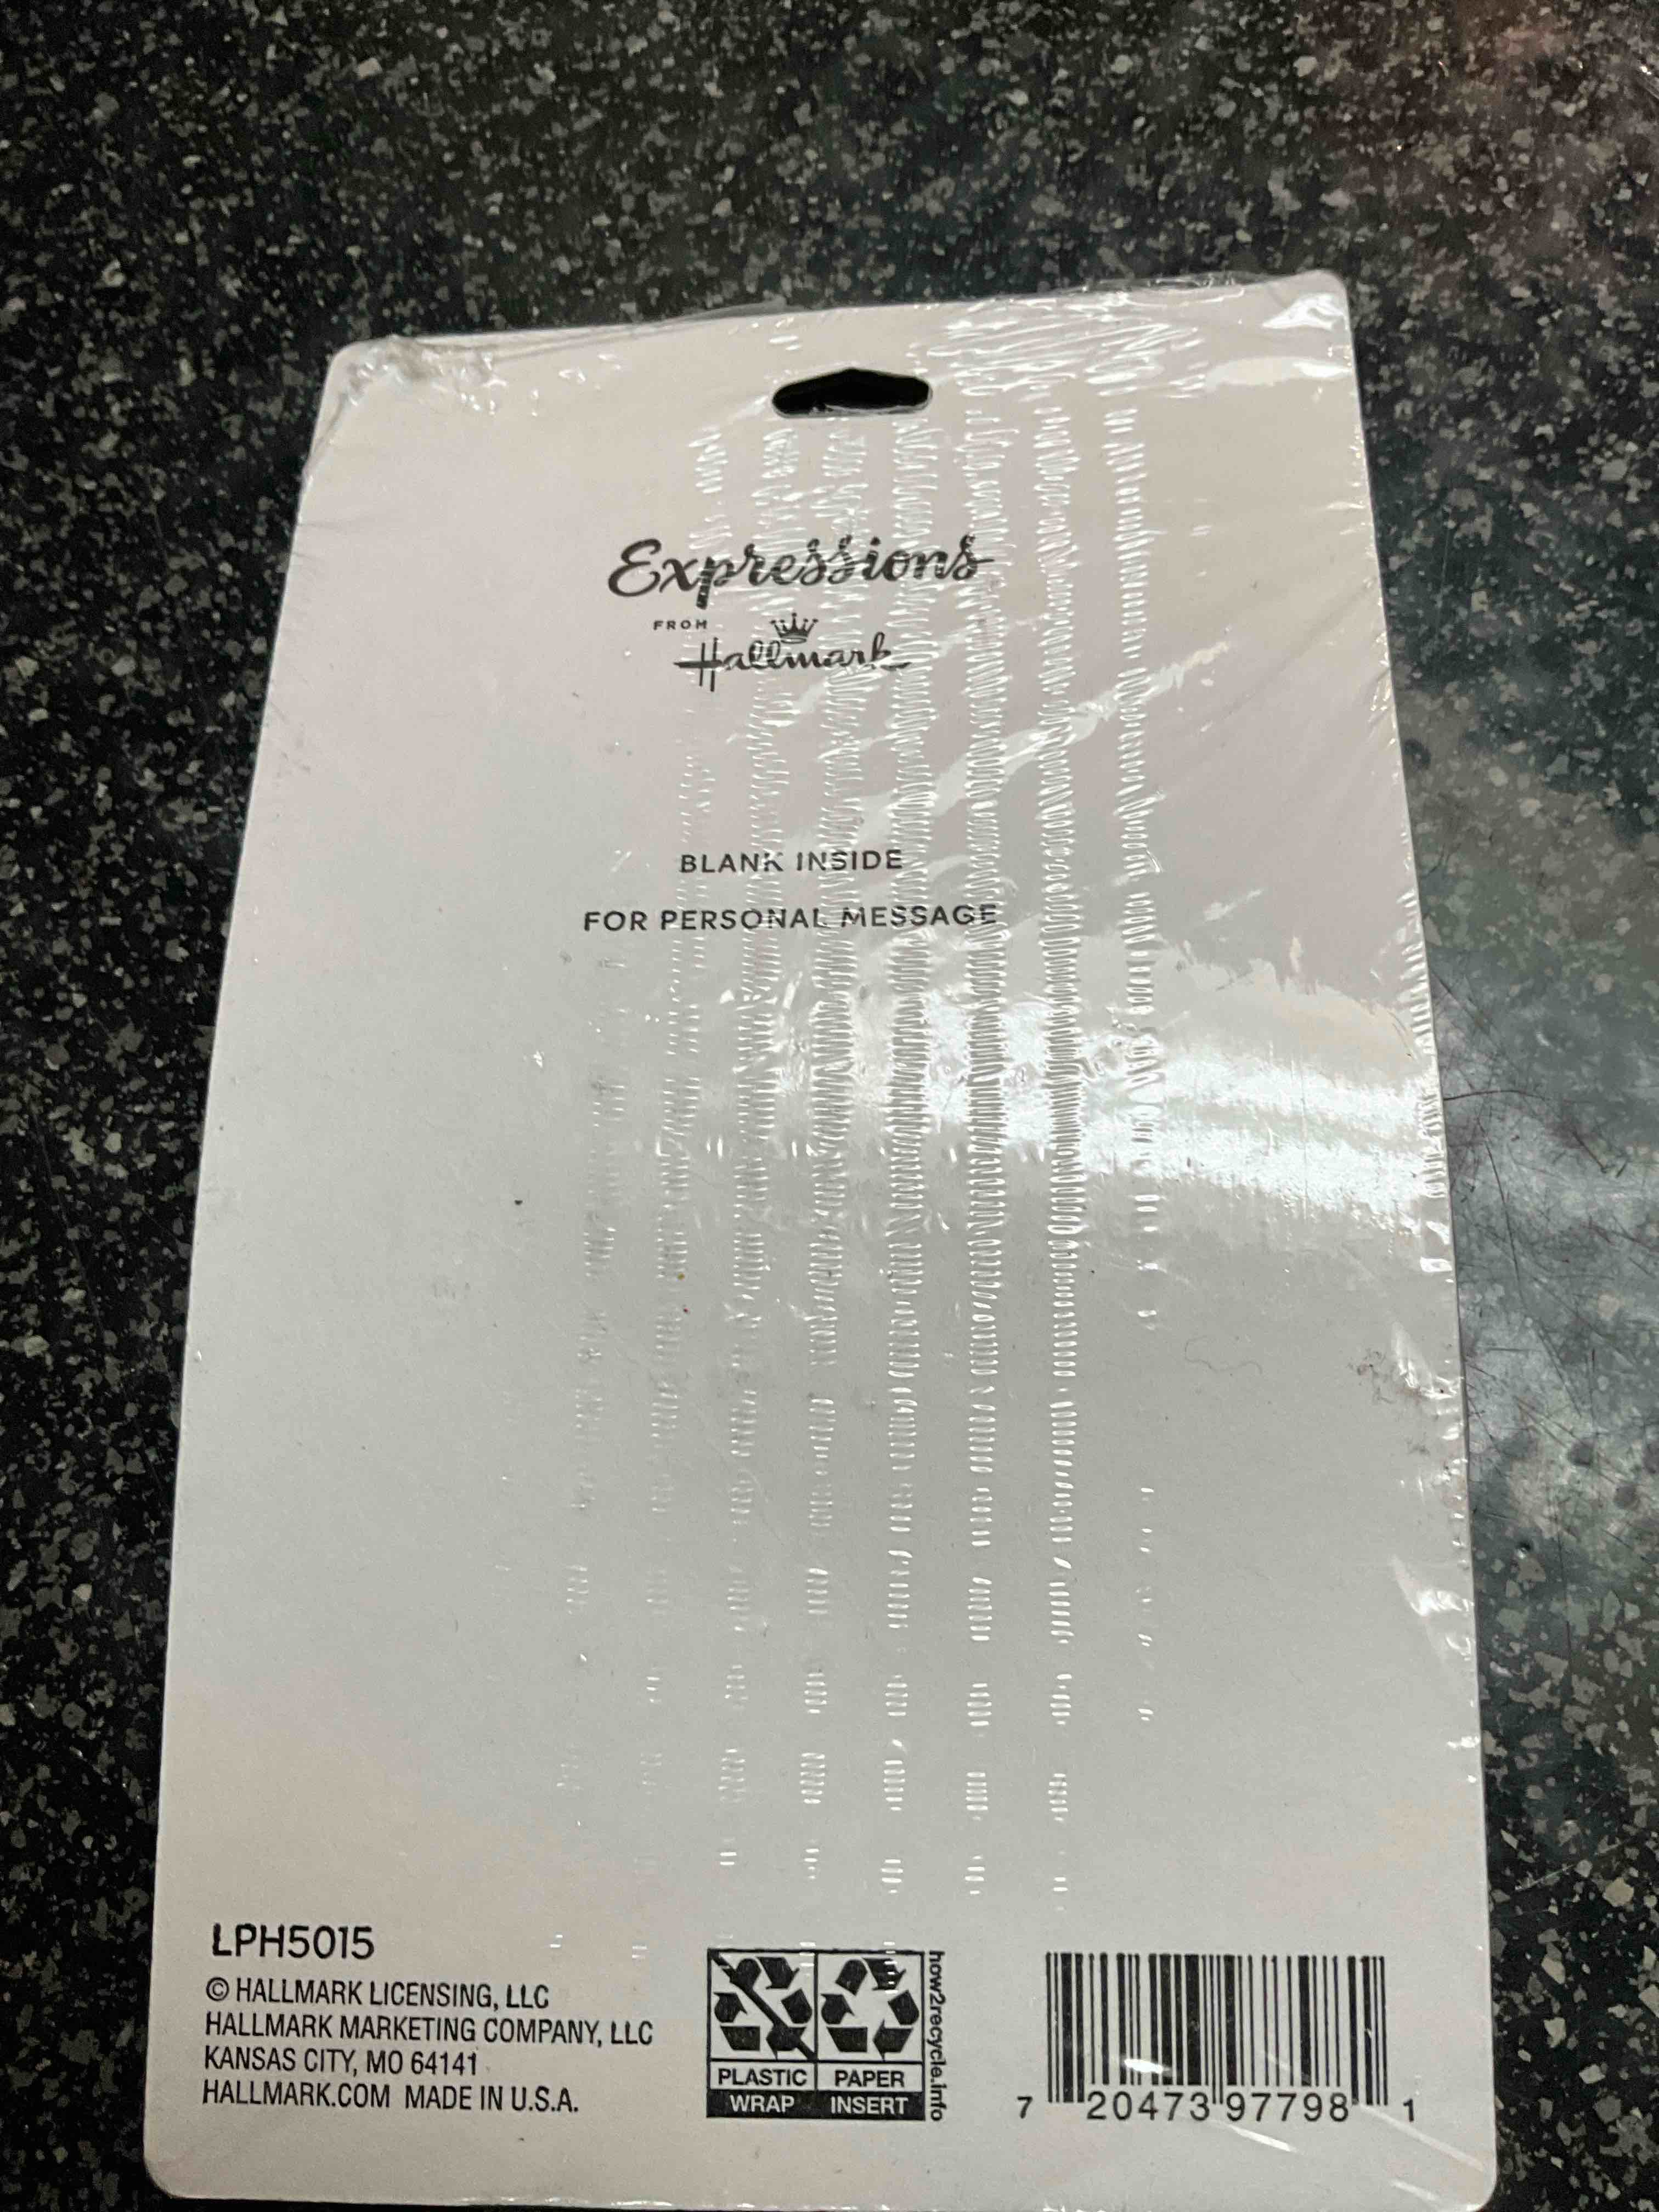 Expressions
FROM
Hallmark
BLANK INSIDE
FOR PERSONAL MESSAGE
LPH5015
© HALLMARK LICENSING, LLC
HALLMARK MARKETING COMPANY, LLC
KANSAS CITY, MO 64141
HALLMARK.COM MADE IN U.S.A.
PLASTIC PAPER
WRAP INSERT
how2recycle.info
7 20473 97798 1